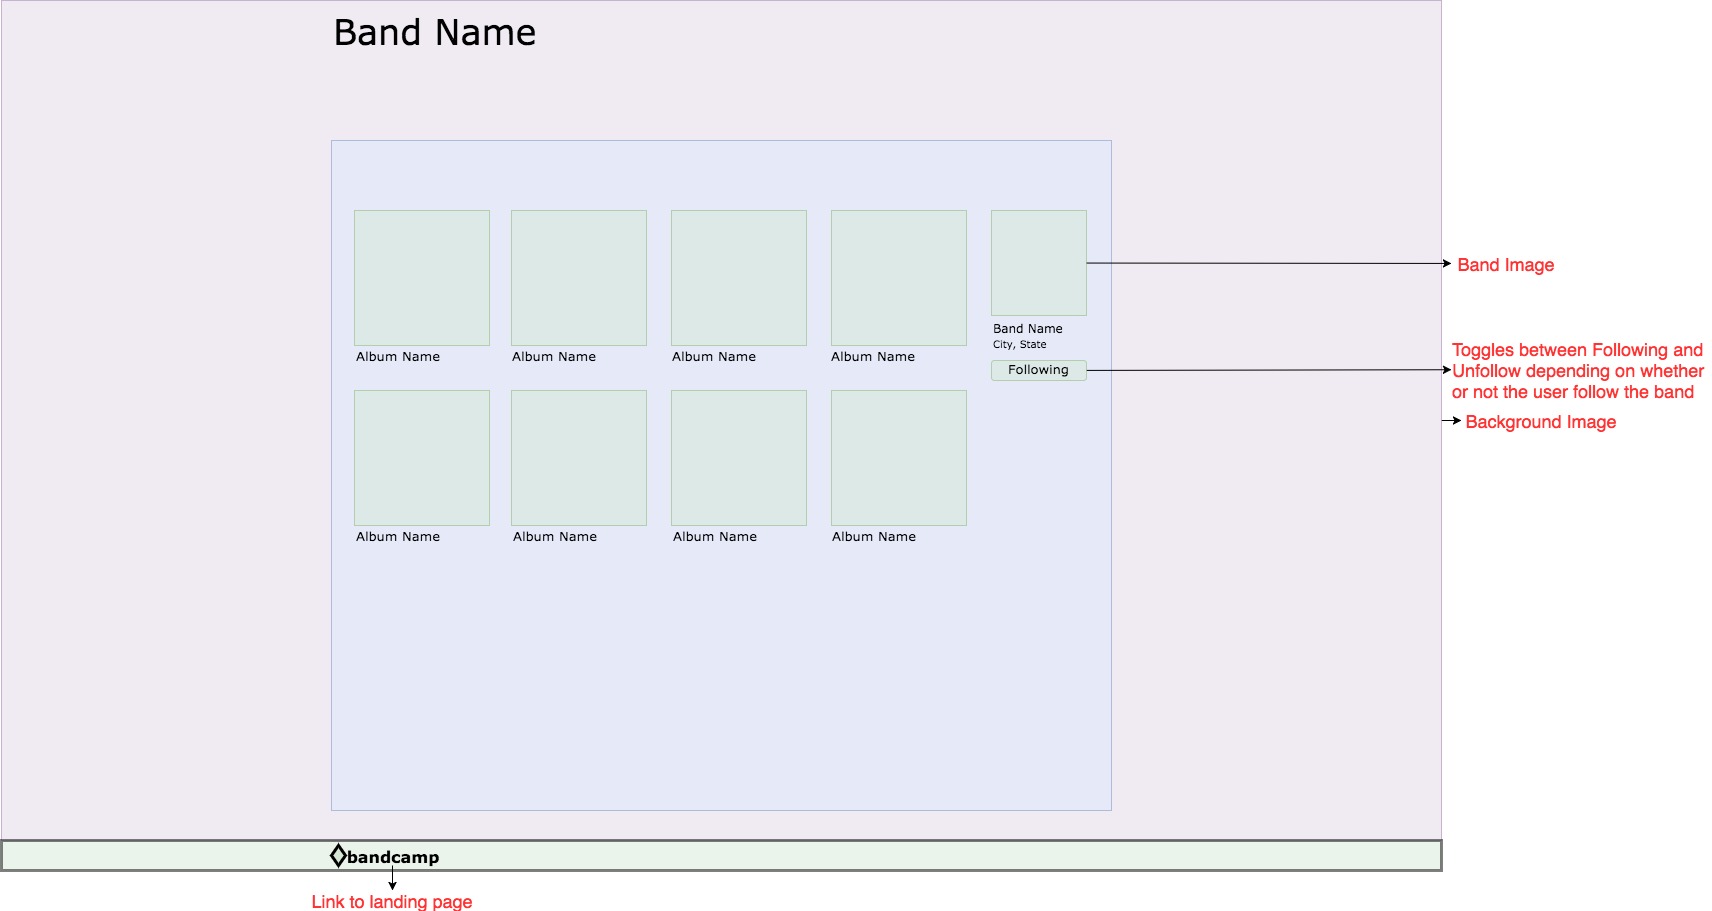 Band Name
Band Image
Band Name
City, State
Album Name
Album Name
Album Name
Album Name
Following
Toggles between Following and
Unfollow depending on whether
or not the user follow the band
Background Image
Album Name
Album Name
Album Name
Album Name
bandcamp
Link to landing page